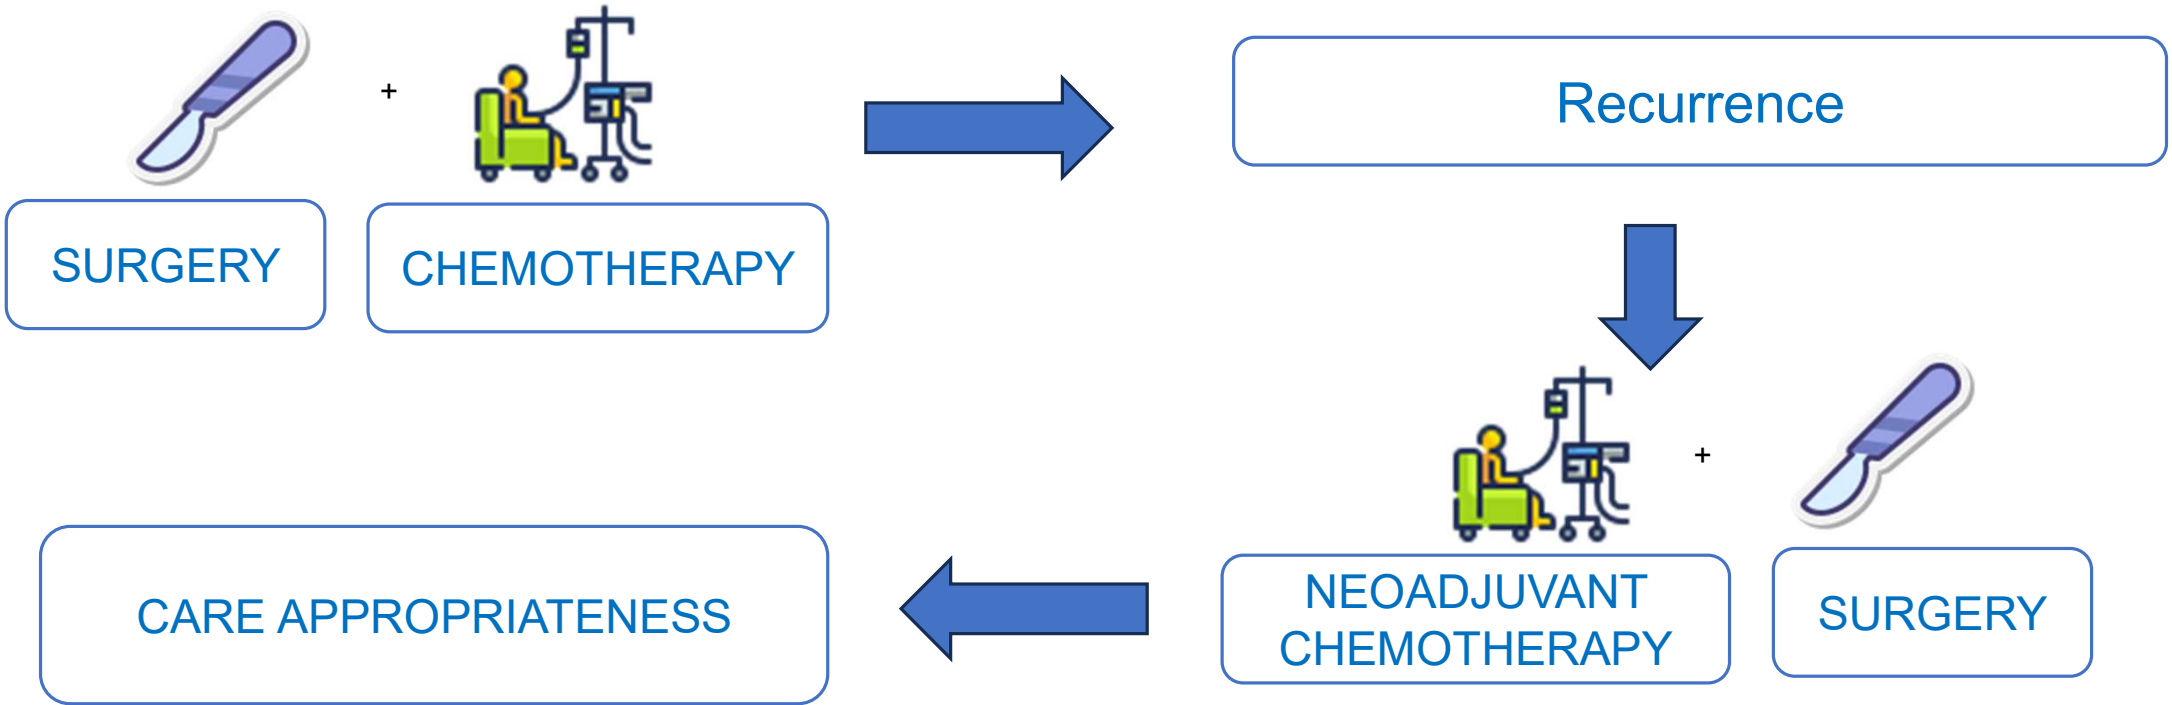 +
SURGERY
CHEMOTHERAPY
Recurrence
+
NEOADJUVANT
CHEMOTHERAPY
SURGERY
CARE APPROPRIATENESS